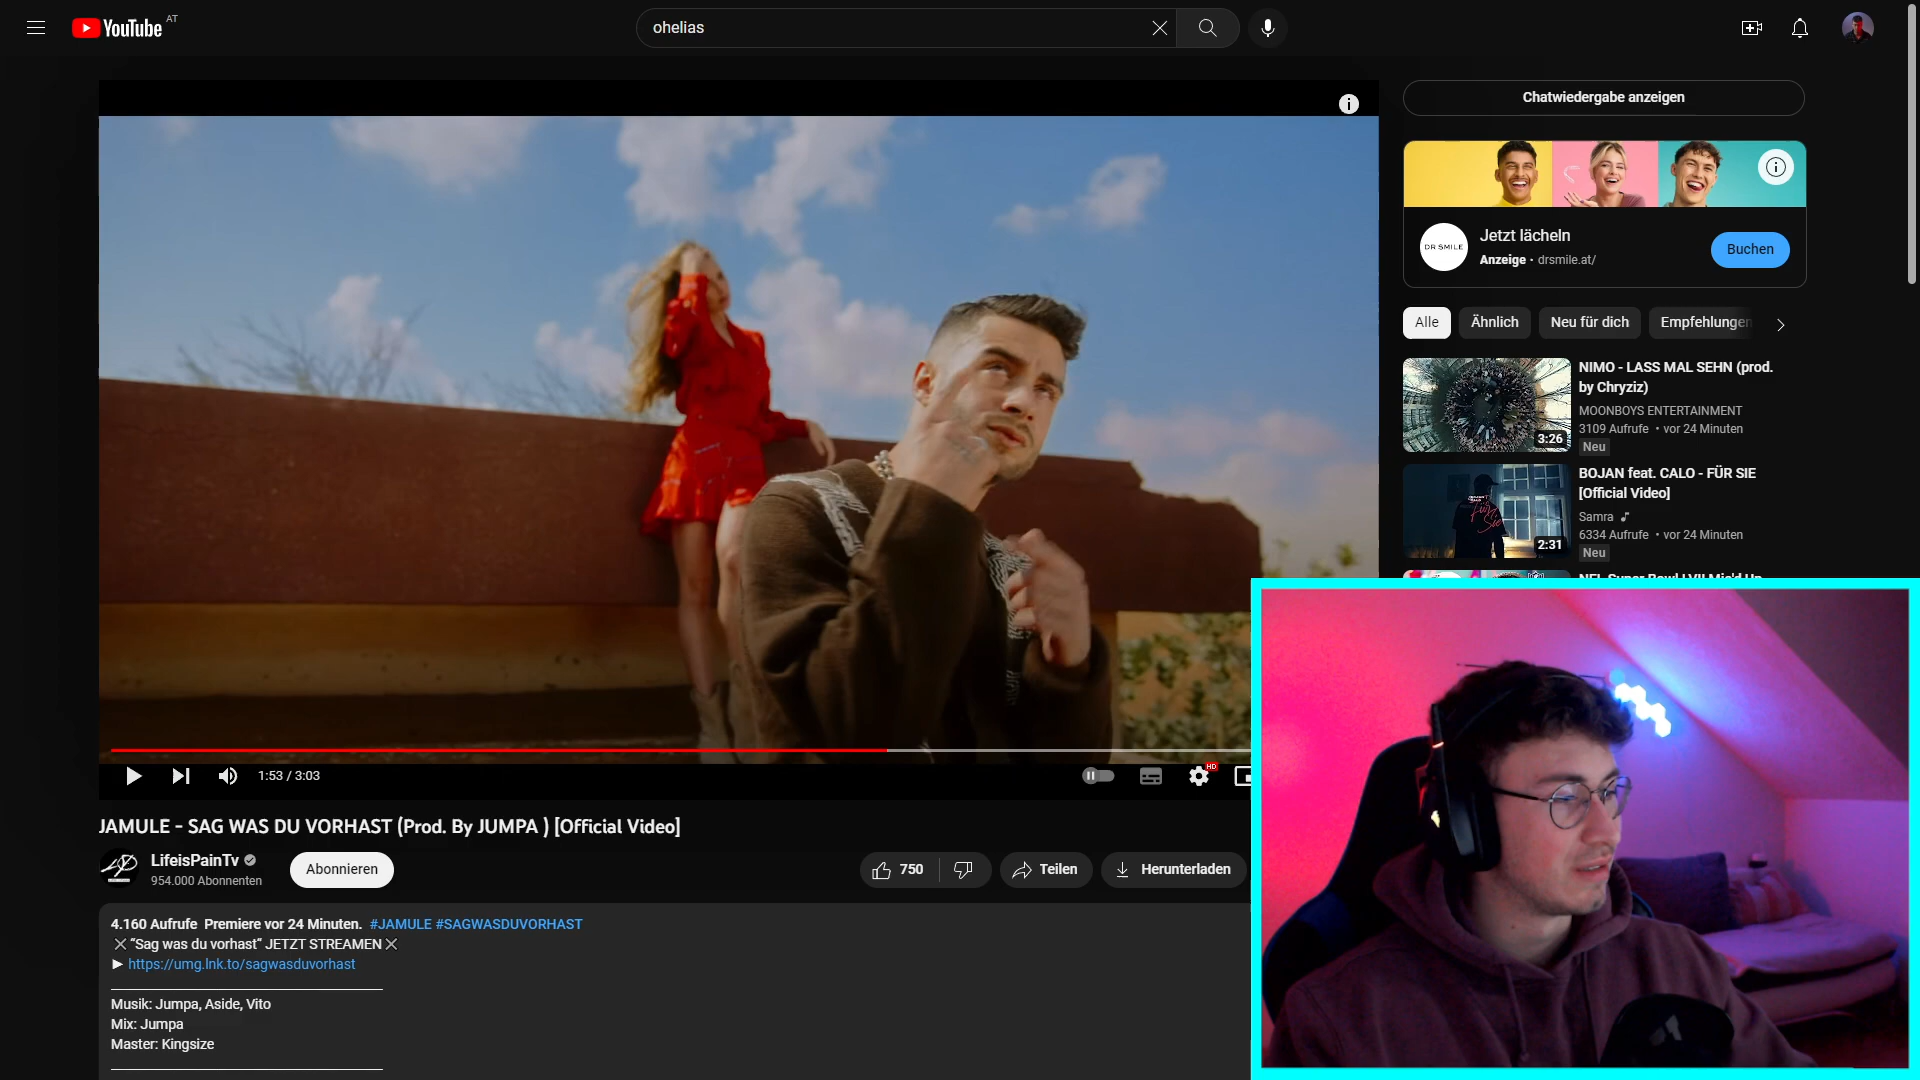 YouTube AT
ohelias
Chatwiedergabe anzeigen
DR SMILE
Jetzt lächeln
Anzeige • drsmile.at/
Buchen
Alle
Ähnlich
Neu für dich
Empfehlungen
NIMO - LASS MAL SEHN (prod.
by Chryziz)
MOONBOYS ENTERTAINMENT
3109 Aufrufe • vor 24 Minuten
Neu
3:26
BOJAN feat. CALO - FÜR SIE
[Official Video]
Samra
6334 Aufrufe • vor 24 Minuten
Neu
Für Sie
2:31
1:53 / 3:03
HD
JAMULE - SAG WAS DU VORHAST (Prod. By JUMPA ) [Official Video]
LifeisPainTv
954.000 Abonnenten
Abonnieren
750
Teilen
Herunterladen
4.160 Aufrufe Premiere vor 24 Minuten. #JAMULE #SAGWASDUVORHAST
"Sag was du vorhast" JETZT STREAMEN
https://umg.lnk.to/sagwasduvorhast
Musik: Jumpa, Aside, Vito
Mix: Jumpa
Master: Kingsize